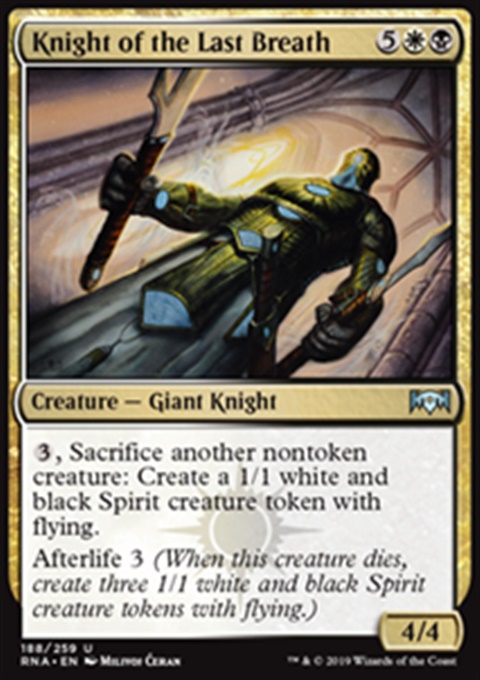 Knight of the Last Breath 5
Creature — Giant Knight
3, Sacrifice another nontoken
creature: Create a 1/1 white and
black Spirit creature token with
flying.
Afterlife 3 (When this creature dies,
create three 1/1 white and black Spirit
creature tokens with flying.)
4/4
188/259 U
RNA • EN Milivoj Ćeran
™ & © 2019 Wizards of the Coast